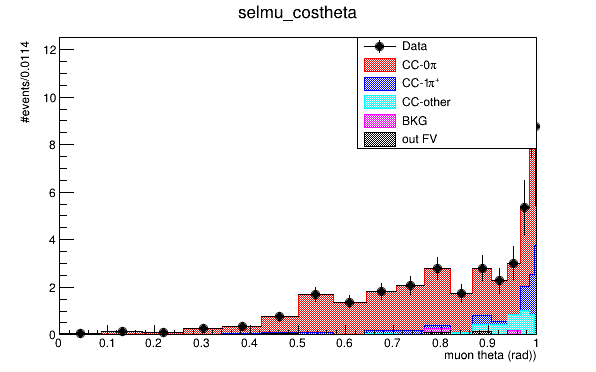 selmu_costheta
#events/0.0114
12
10
8
6
4
2
0
Data
CC-0π
CC-1π⁺
CC-other
BKG
out FV
0 0.1 0.2 0.3 0.4 0.5 0.6 0.7 0.8 0.9 1
muon theta (rad))